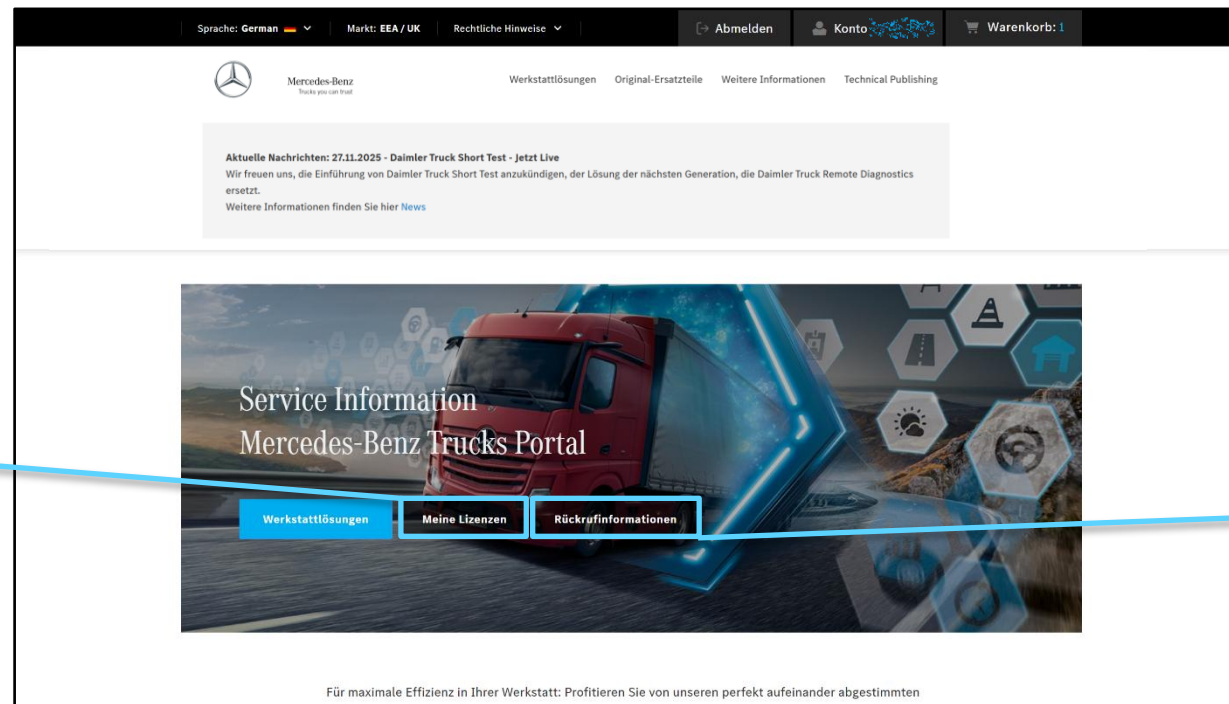 Sprache: German Markt: EEA / UK Rechtliche Hinweise Abmelden Konto Warenkorb: 1
Mercedes-Benz
Trucks you can trust
Werkstattlösungen Original-Ersatzteile Weitere Informationen Technical Publishing
Aktuelle Nachrichten: 27.11.2025 - Daimler Truck Short Test - Jetzt Live
Wir freuen uns, die Einführung von Daimler Truck Short Test anzukündigen, der Lösung der nächsten Generation, die Daimler Truck Remote Diagnostics
ersetzt.
Weitere Informationen finden Sie hier News
Service Information
Mercedes-Benz Trucks Portal
Werkstattlösungen Meine Lizenzen Rückrufinformationen
Für maximale Effizienz in Ihrer Werkstatt: Profitieren Sie von unseren perfekt aufeinander abgestimmten